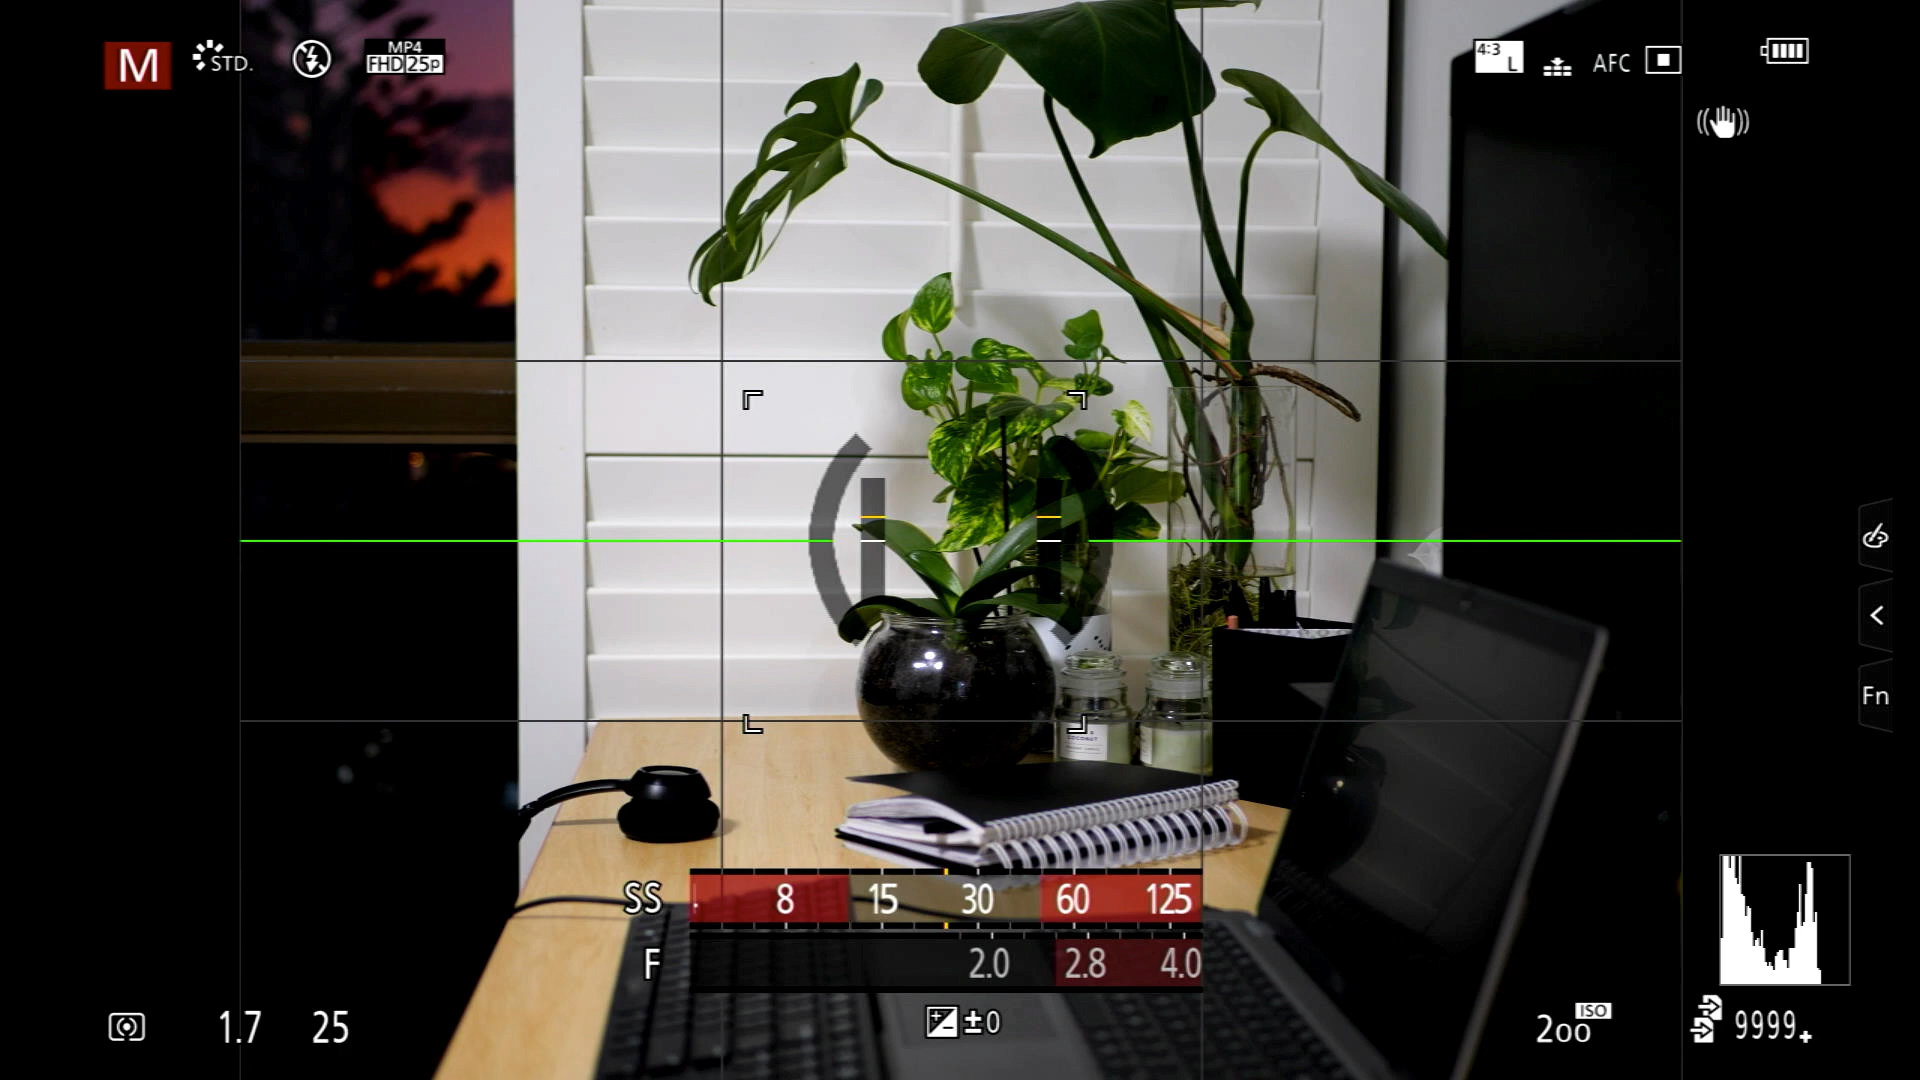 M
STD.
MP4
FHD 25p
4:3
L
AFC
Fn
COCONUT
SS 8 15 30 60 125
F 2.0 2.8 4.0
1.7 25
±0
200 ISO
9999+